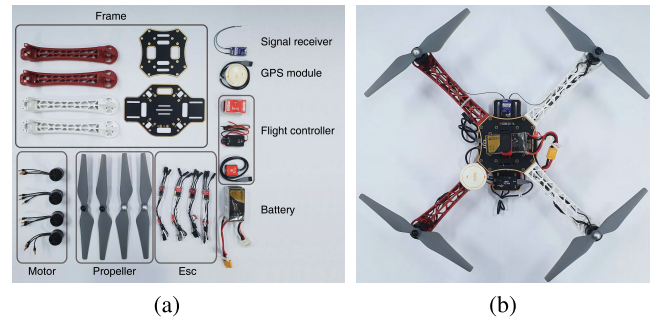 Frame
Signal receiver
GPS module
Flight controller
Battery
Motor
Propeller
Esc
(a)
(b)